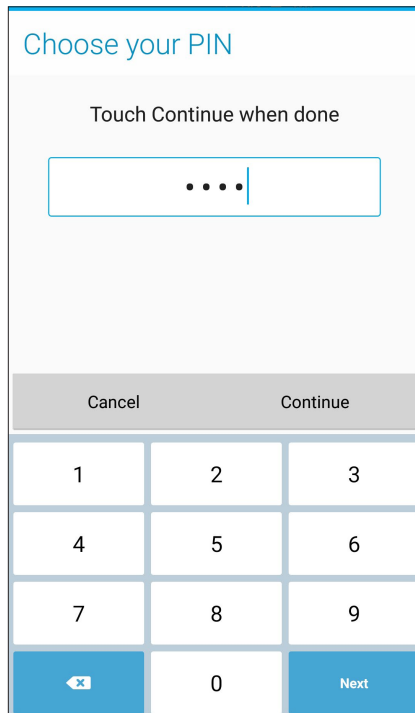 Choose your PIN
Touch Continue when done
••••
Cancel Continue
1 2 3
4 5 6
7 8 9
0 Next